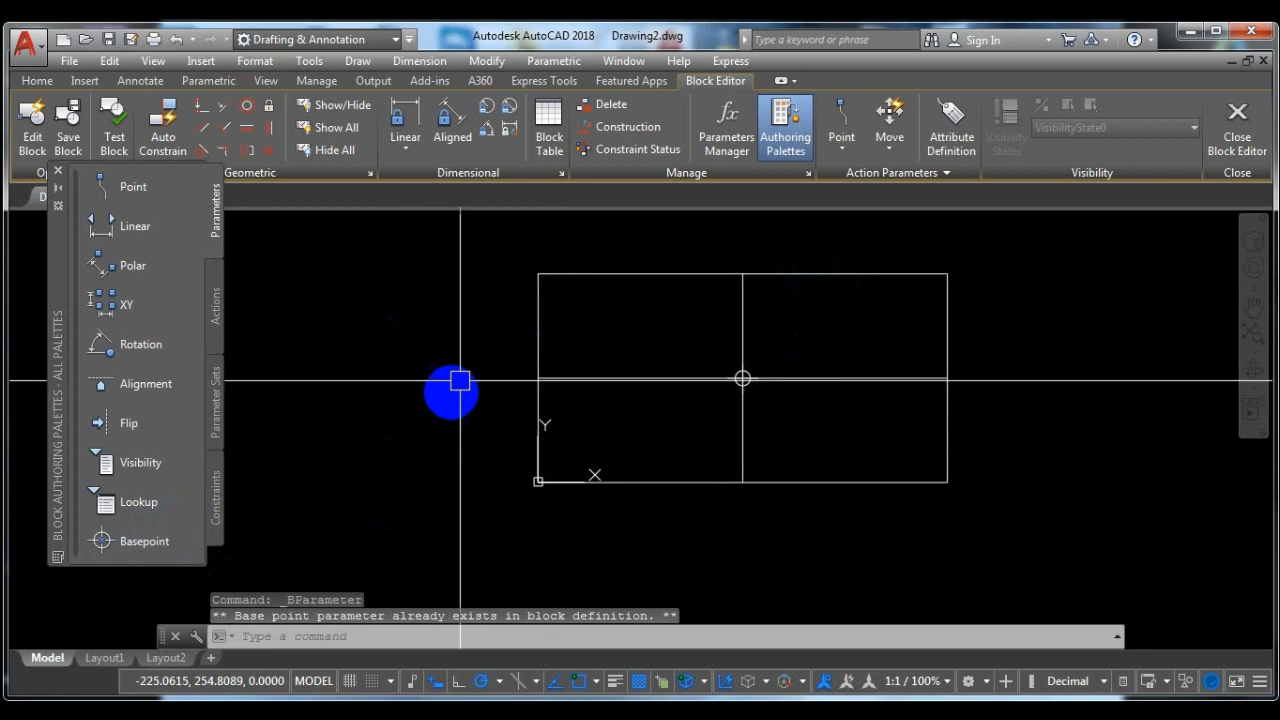 Drafting & Annotation
Autodesk AutoCAD 2018 Drawing2.dwg
Type a keyword or phrase
Sign In
File Edit View Insert Format Tools Draw Dimension Modify Parametric Window Help Express
Home Insert Annotate Parametric View Manage Output Add-ins A360 Express Tools Featured Apps Block Editor
Edit Block
Save Block
Test Block
Auto Constrain
Show/Hide
Show All
Hide All
Linear
Aligned
Block Table
Delete
Construction
Constraint Status
Parameters Manager
Authoring Palettes
Point
Move
Attribute Definition
Visibility States
VisibilityState0
Close Block Editor
Geometric
Dimensional
Manage
Action Parameters
Visibility
Close
Point
Linear
Polar
XY
Rotation
Alignment
Flip
Visibility
Lookup
Basepoint
Parameters
Actions
Parameter Sets
Constraints
BLOCK AUTHORING PALETTES - ALL PALETTES
Y
X
Command: _BParameter
** Base point parameter already exists in block definition. **
Type a command
Model Layout1 Layout2 +
-225.0615, 254.8089, 0.0000 MODEL 1:1 / 100% Decimal